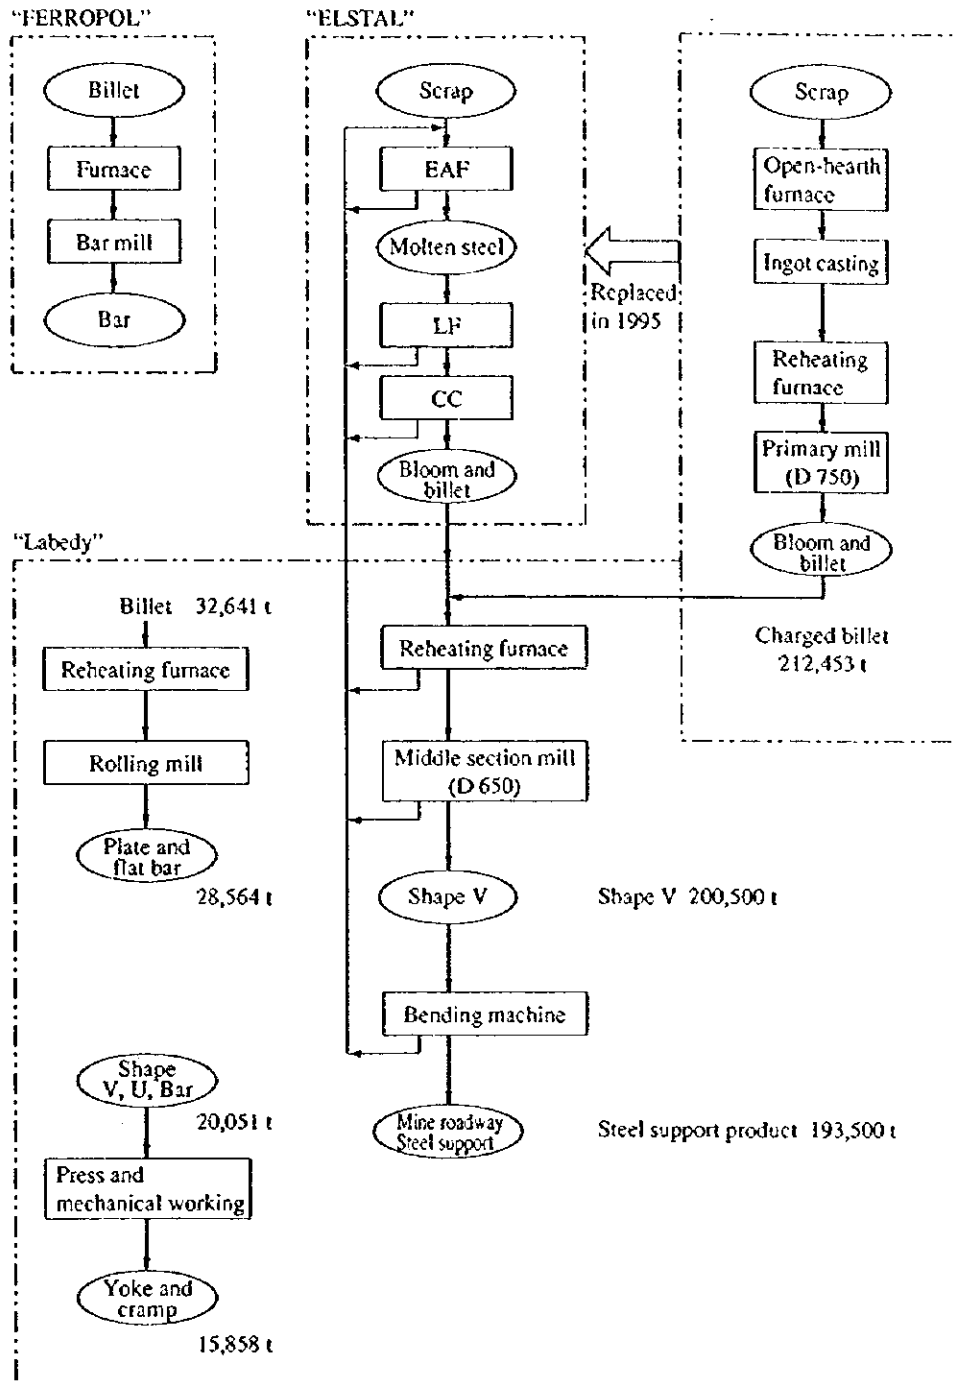 "FERROPOL"
Billet
Furnace
Bar mill
Bar
"ELSTAL"
Scrap
EAF
Molten steel
LF
CC
Bloom and
billet
Replaced
in 1995
Scrap
Open-hearth
furnace
Ingot casting
Reheating
furnace
Primary mill
(D 750)
Bloom and
billet
Charged billet
212,453 t
"Labedy"
Billet 32,641 t
Reheating furnace
Rolling mill
Plate and
flat bar
28,564 t
Shape
V, U, Bar
20,051 t
Press and
mechanical working
Yoke and
cramp
15,858 t
Reheating furnace
Middle section mill
(D 650)
Shape V
Shape V 200,500 t
Bending machine
Mine roadway
Steel support
Steel support product 193,500 t